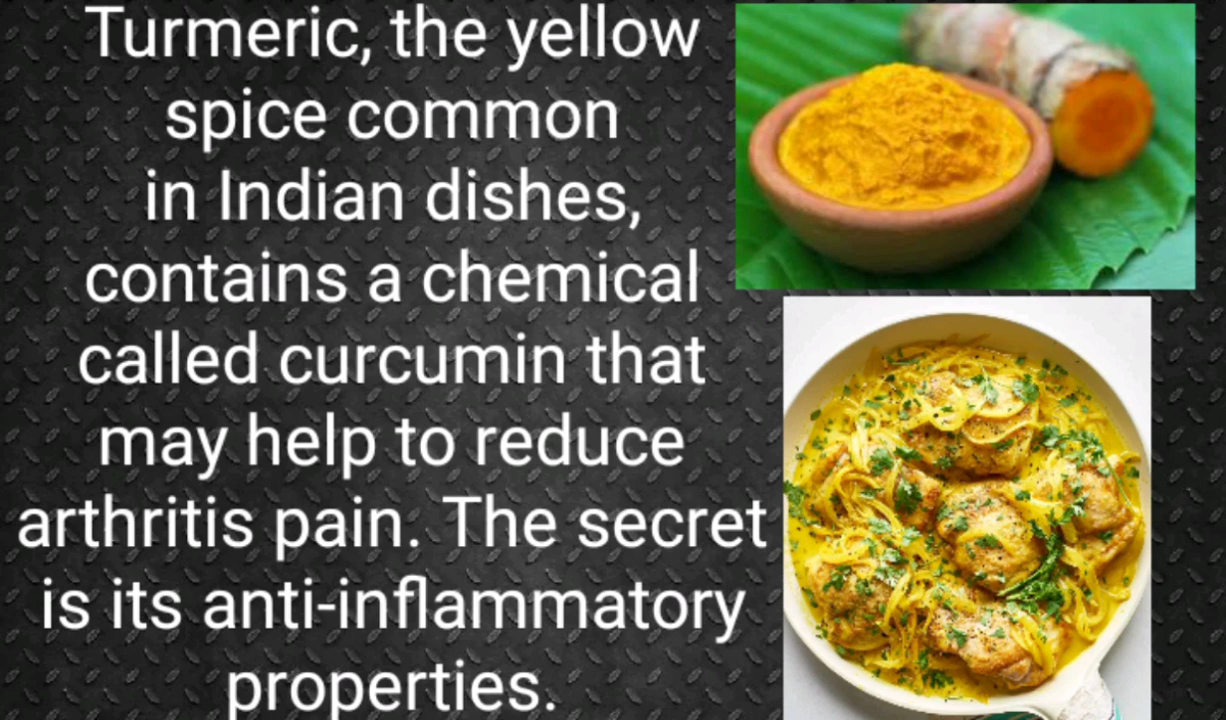 Turmeric, the yellow
spice common
in Indian dishes,
contains a chemical
called curcumin that
may help to reduce
arthritis pain. The secret
is its anti-inflammatory
properties.